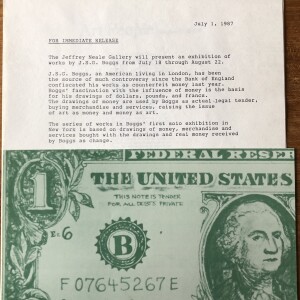 July 1, 1987
FOR IMMEDIATE RELEASE
The Jeffrey Neale Gallery will present an exhibition of
works by J.S.G. Boggs from July 18 through August 22.
J.S.G. Boggs, an American living in London, has been
the source of much controversy since the Bank of England
confiscated his works as counterfeit money last year.
His fascination with the influence of money is the basis
for his drawings of dollars, pounds, and francs.
The drawings of money are used by Boggs as actual legal tender,
buying merchandise and services, raising the issue
of art as money and money as art.
The series of works in Boggs' first solo exhibition in
New York is based on drawings of money, merchandise and
services bought with the drawings and real money received
by Boggs as change.
FEDERAL RESER
1
THE UNITED STATES
THIS NOTE IS TENDER
FOR ALL DEBTS PRIVATE
E-6
B
F 07645267 E